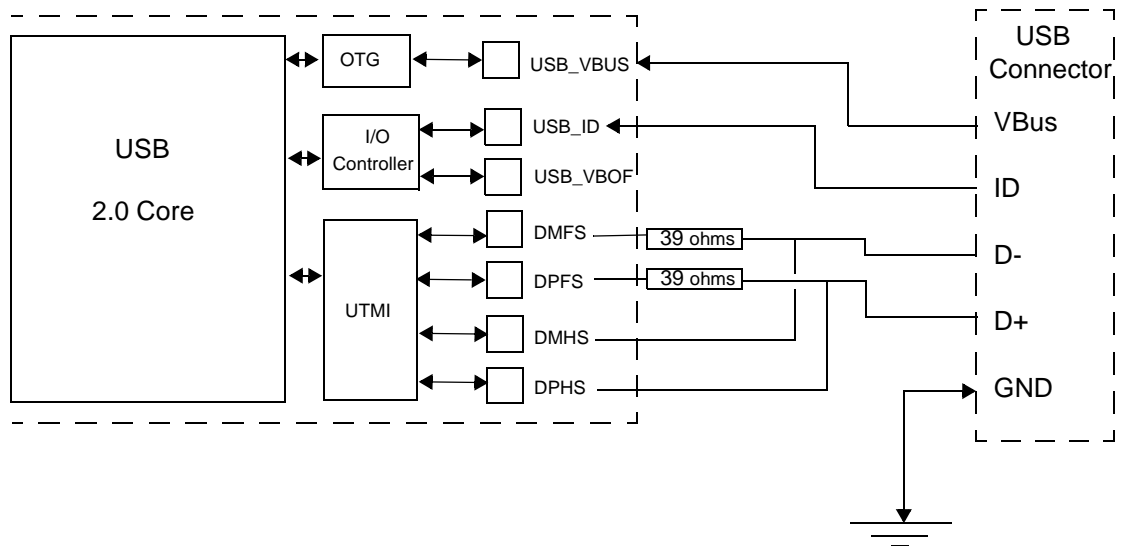 USB
2.0 Core
OTG
I/O
Controller
UTMI
USB_VBUS
USB_ID
USB_VBOF
DMFS
DPFS
DMHS
DPHS
39 ohms
39 ohms
USB
Connector
VBus
ID
D-
D+
GND